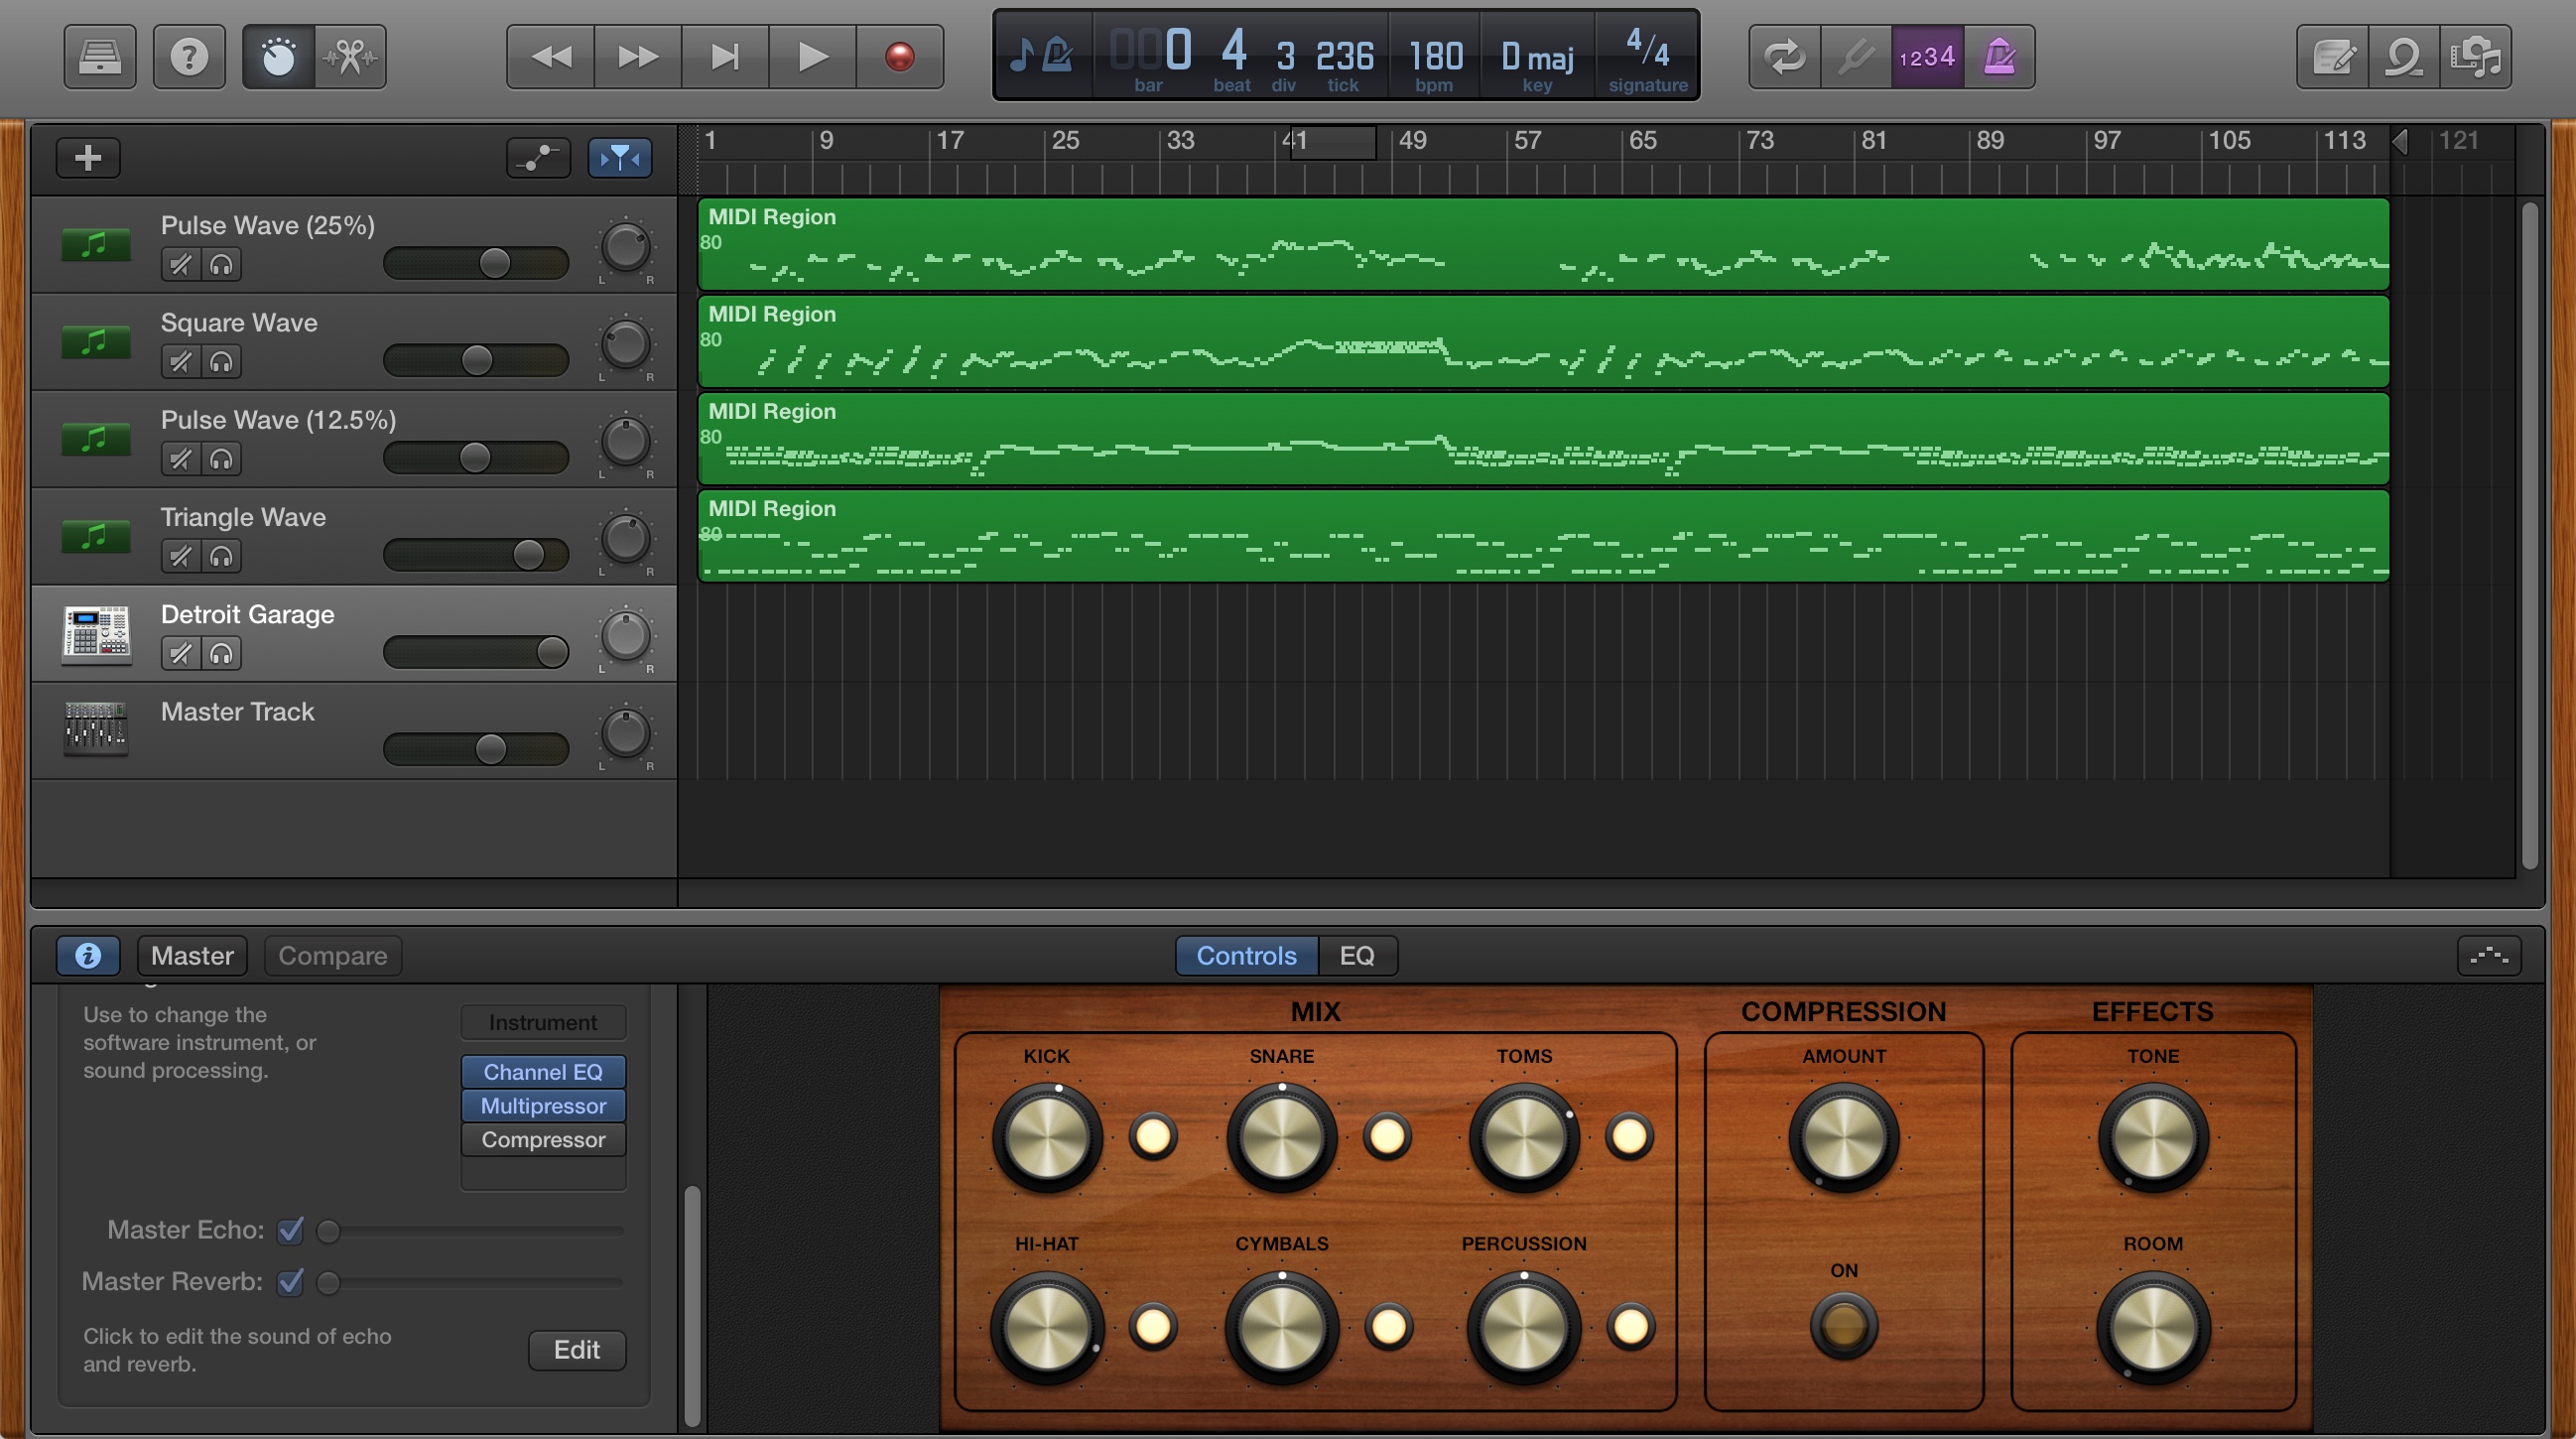 000 4 3 236 180 D maj 4/4
bar beat div tick bpm key signature
1234
1 9 17 25 33 41 49 57 65 73 81 89 97 105 113 121
Pulse Wave (25%)
L R
MIDI Region
80
Square Wave
L R
MIDI Region
80
Pulse Wave (12.5%)
L R
MIDI Region
80
Triangle Wave
L R
MIDI Region
80
Detroit Garage
L R
Master Track
L R
Master Compare Controls EQ
Use to change the
software instrument, or
sound processing.
Instrument
Channel EQ
Multipressor
Compressor
Master Echo:
Master Reverb:
Click to edit the sound of echo
and reverb.
Edit
MIX COMPRESSION EFFECTS
KICK SNARE TOMS AMOUNT TONE
HI-HAT CYMBALS PERCUSSION ON ROOM